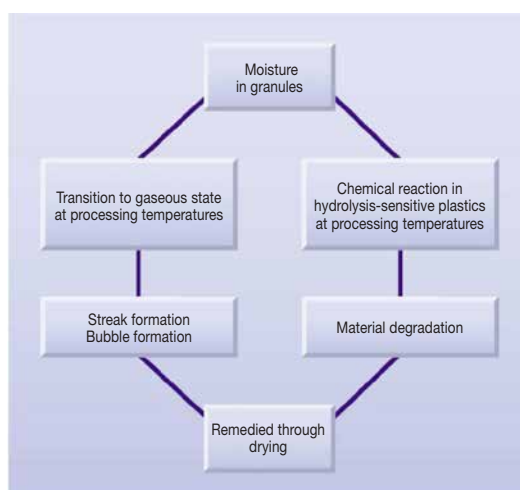 Moisture
in granules
Transition to gaseous state
at processing temperatures
Chemical reaction in
hydrolysis-sensitive plastics
at processing temperatures
Streak formation
Bubble formation
Material degradation
Remedied through
drying